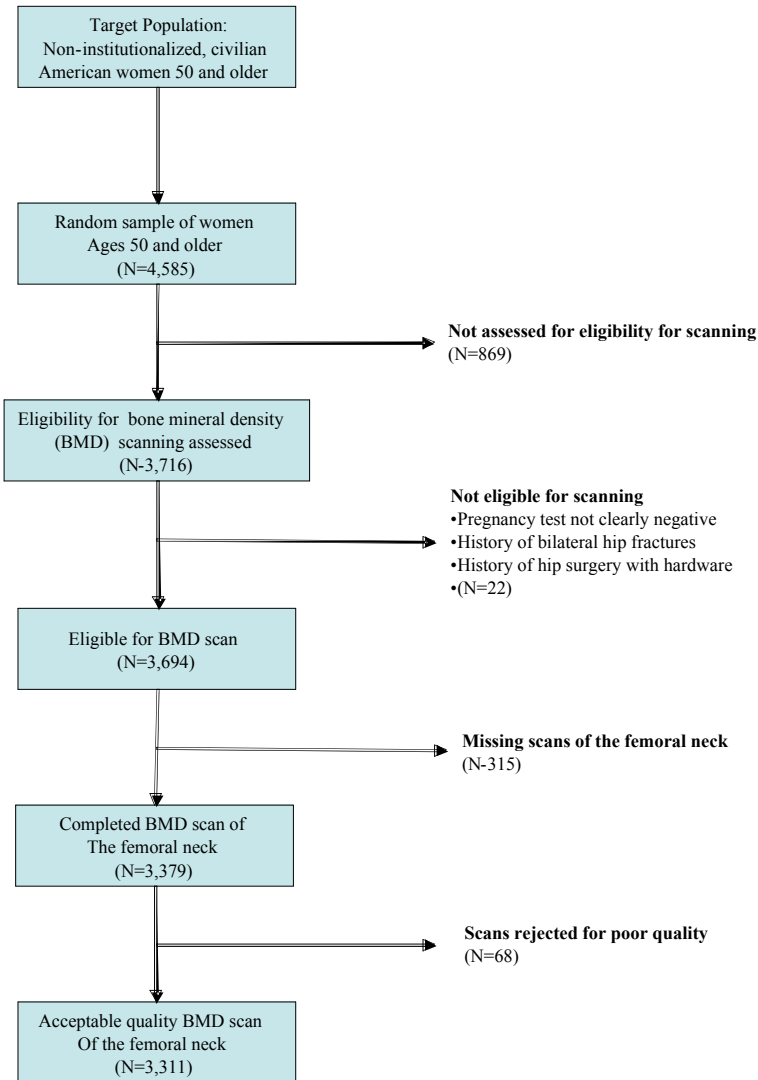 Target Population:
Non-institutionalized, civilian
American women 50 and older
Random sample of women
Ages 50 and older
(N=4,585)
Not assessed for eligibility for scanning
(N=869)
Eligibility for bone mineral density
(BMD) scanning assessed
(N-3,716)
Not eligible for scanning
•Pregnancy test not clearly negative
•History of bilateral hip fractures
•History of hip surgery with hardware
•(N=22)
Eligible for BMD scan
(N=3,694)
Missing scans of the femoral neck
(N-315)
Completed BMD scan of
The femoral neck
(N=3,379)
Scans rejected for poor quality
(N=68)
Acceptable quality BMD scan
Of the femoral neck
(N=3,311)